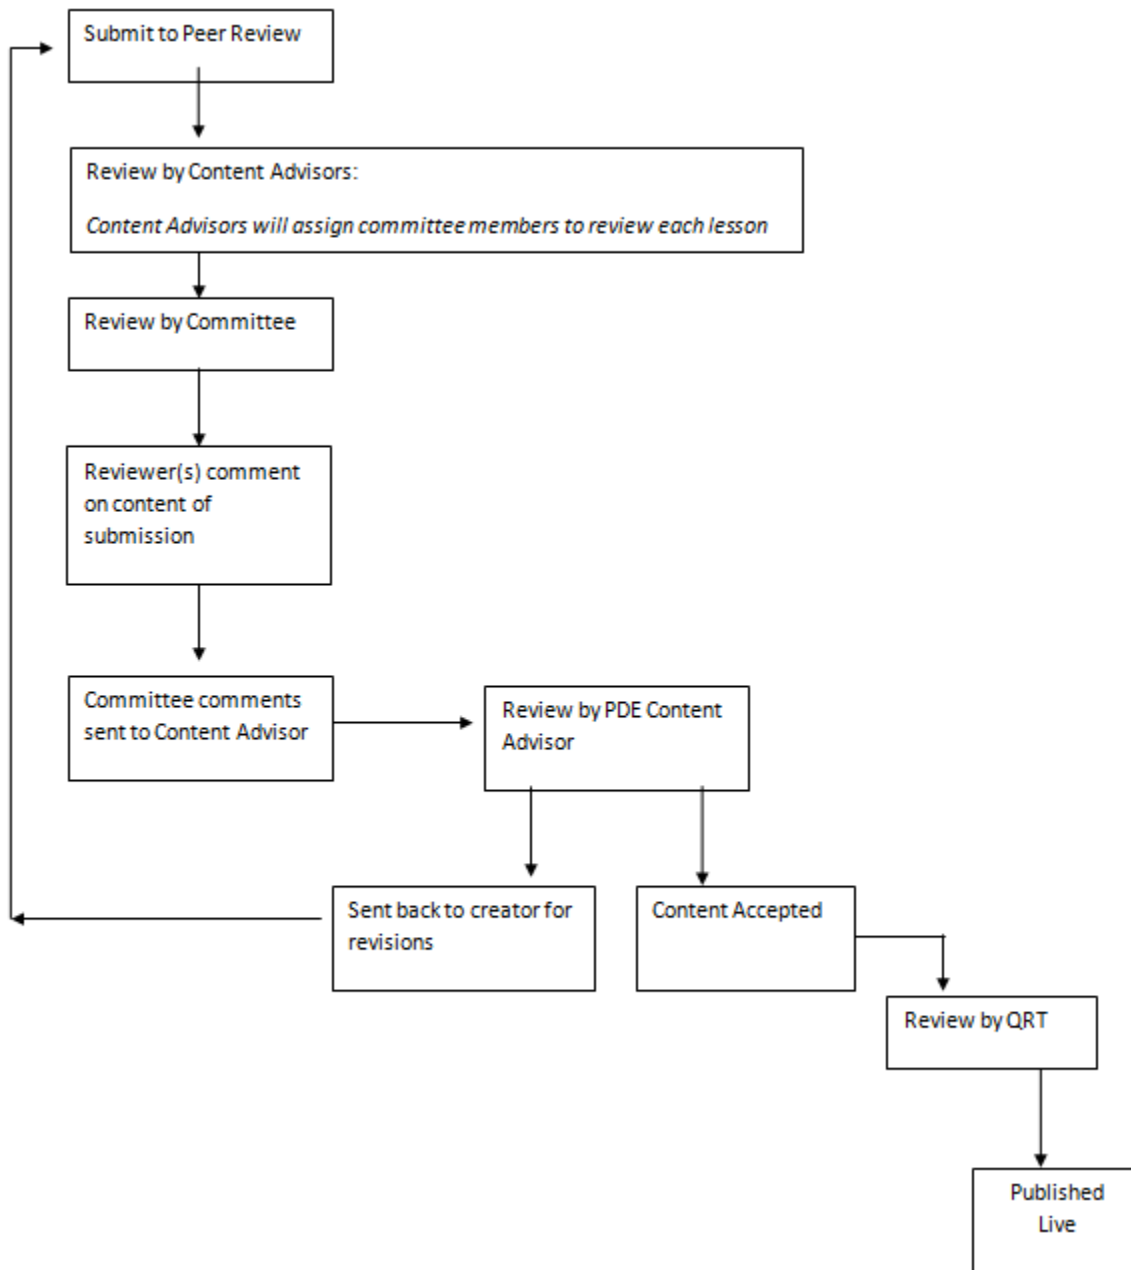 Submit to Peer Review
Review by Content Advisors:
Content Advisors will assign committee members to review each lesson
Review by Committee
Reviewer(s) comment
on content of
submission
Committee comments
sent to Content Advisor
Review by PDE Content
Advisor
Sent back to creator for
revisions
Content Accepted
Review by QRT
Published
Live